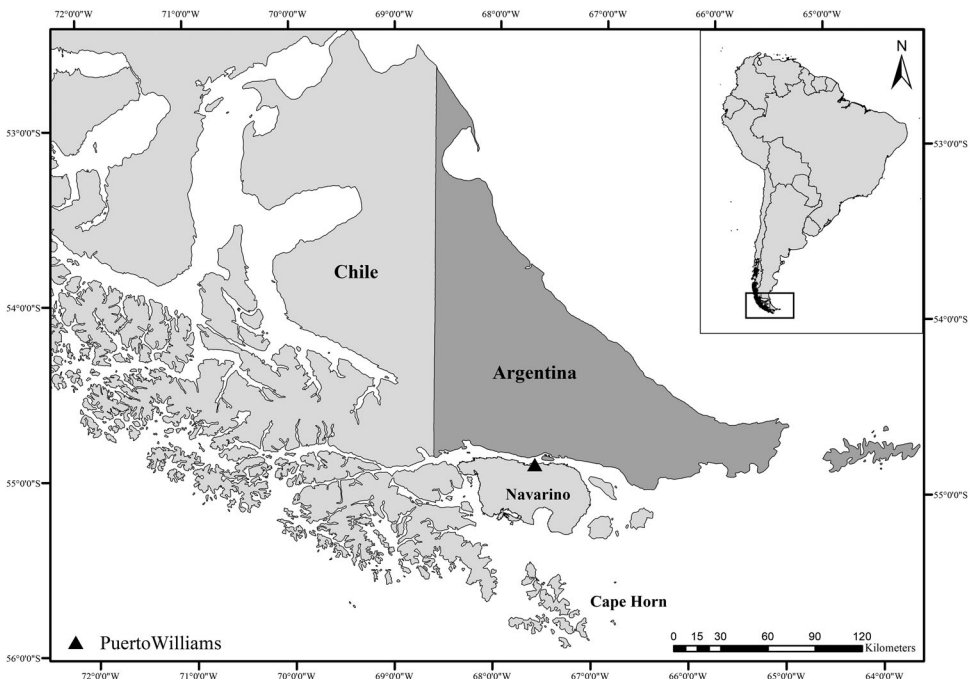 72°0'0"W 71°0'0"W 70°0'0"W 69°0'0"W 68°0'0"W 67°0'0"W 66°0'0"W 65°0'0"W
N
53°0'0"S 53°0'0"S
Chile
54°0'0"S 54°0'0"S
Argentina
55°0'0"S 55°0'0"S
Navarino
Cape Horn
PuertoWilliams
0 15 30 60 90 120
Kilometers
56°0'0"S
72°0'0"W 71°0'0"W 70°0'0"W 69°0'0"W 68°0'0"W 67°0'0"W 66°0'0"W 65°0'0"W 64°0'0"W